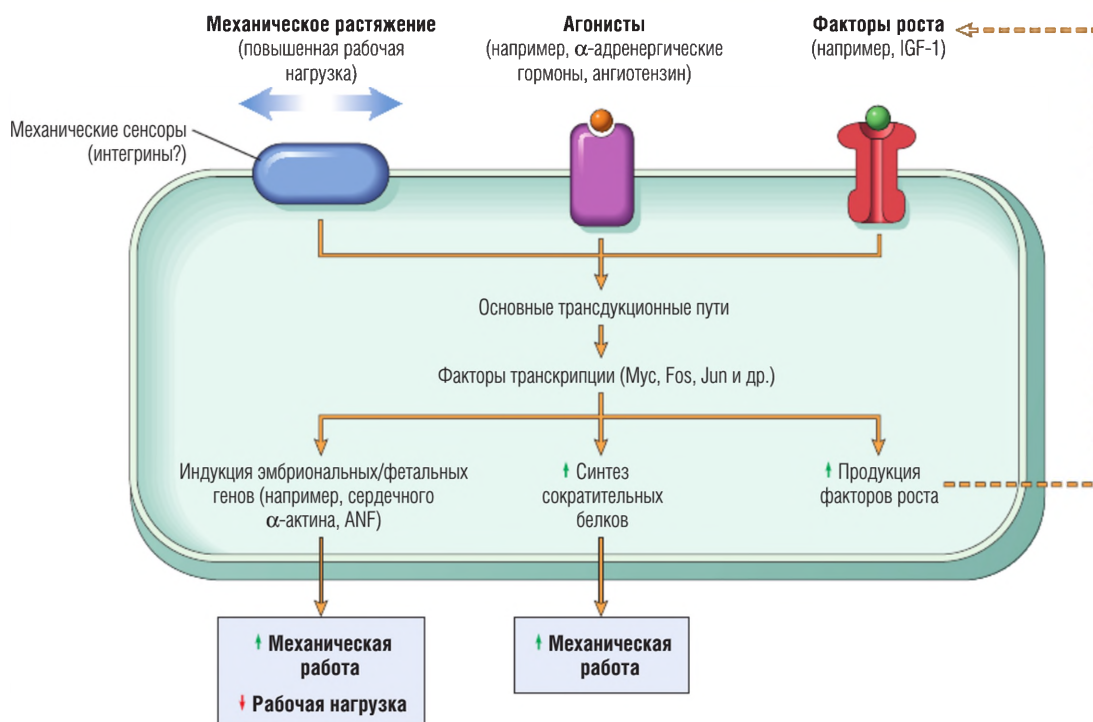 Механическое растяжение
(повышенная рабочая
нагрузка)
Агонисты
(например, α-адренергические
гормоны, ангиотензин)
Факторы роста
(например, IGF-1)
Механические сенсоры
(интегрины?)
Основные трансдукционные пути
Факторы транскрипции (Myc, Fos, Jun и др.)
Индукция эмбриональных/фетальных
генов (например, сердечного
α-актина, ANF)
Синтез
сократительных
белков
Продукция
факторов роста
Механическая
работа
Рабочая нагрузка
Механическая
работа